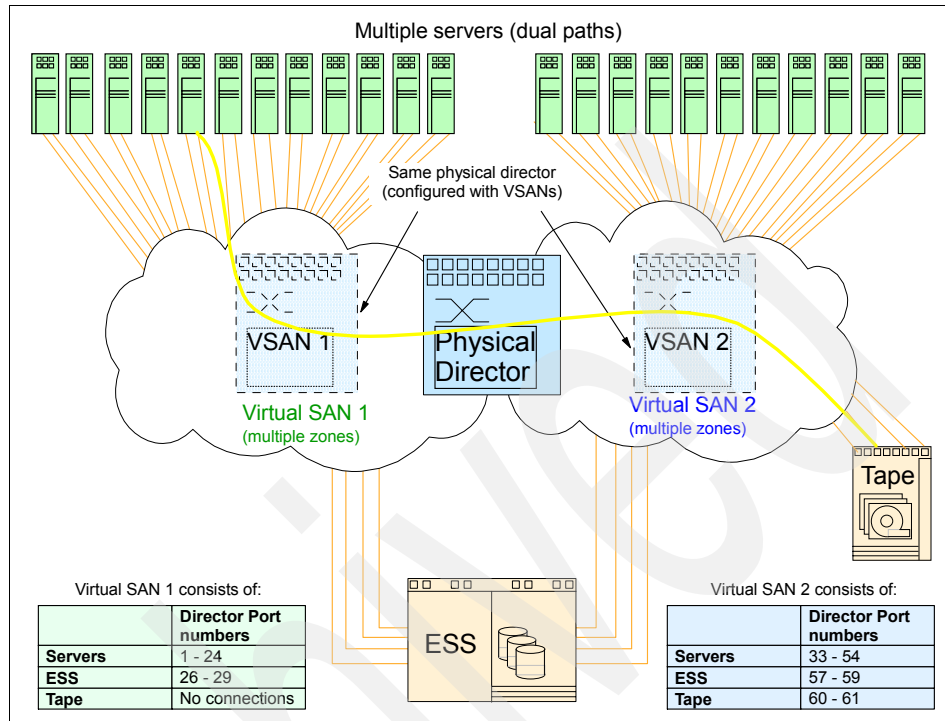 Multiple servers (dual paths)
Same physical director
(configured with VSANs)
VSAN 1
Physical
Director
VSAN 2
Virtual SAN 1
(multiple zones)
Virtual SAN 2
(multiple zones)
Tape
ESS
Virtual SAN 1 consists of:
Director Port
numbers
Servers 1 - 24
ESS 26 - 29
Tape No connections
Virtual SAN 2 consists of:
Director Port
numbers
Servers 33 - 54
ESS 57 - 59
Tape 60 - 61